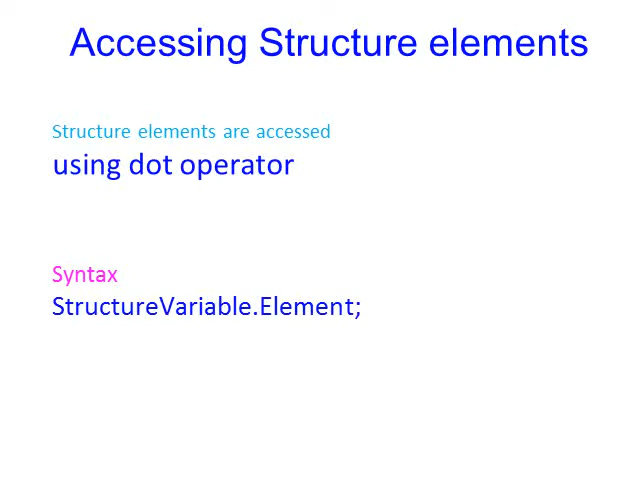 Accessing Structure elements
Structure elements are accessed
using dot operator
Syntax
StructureVariable.Element;